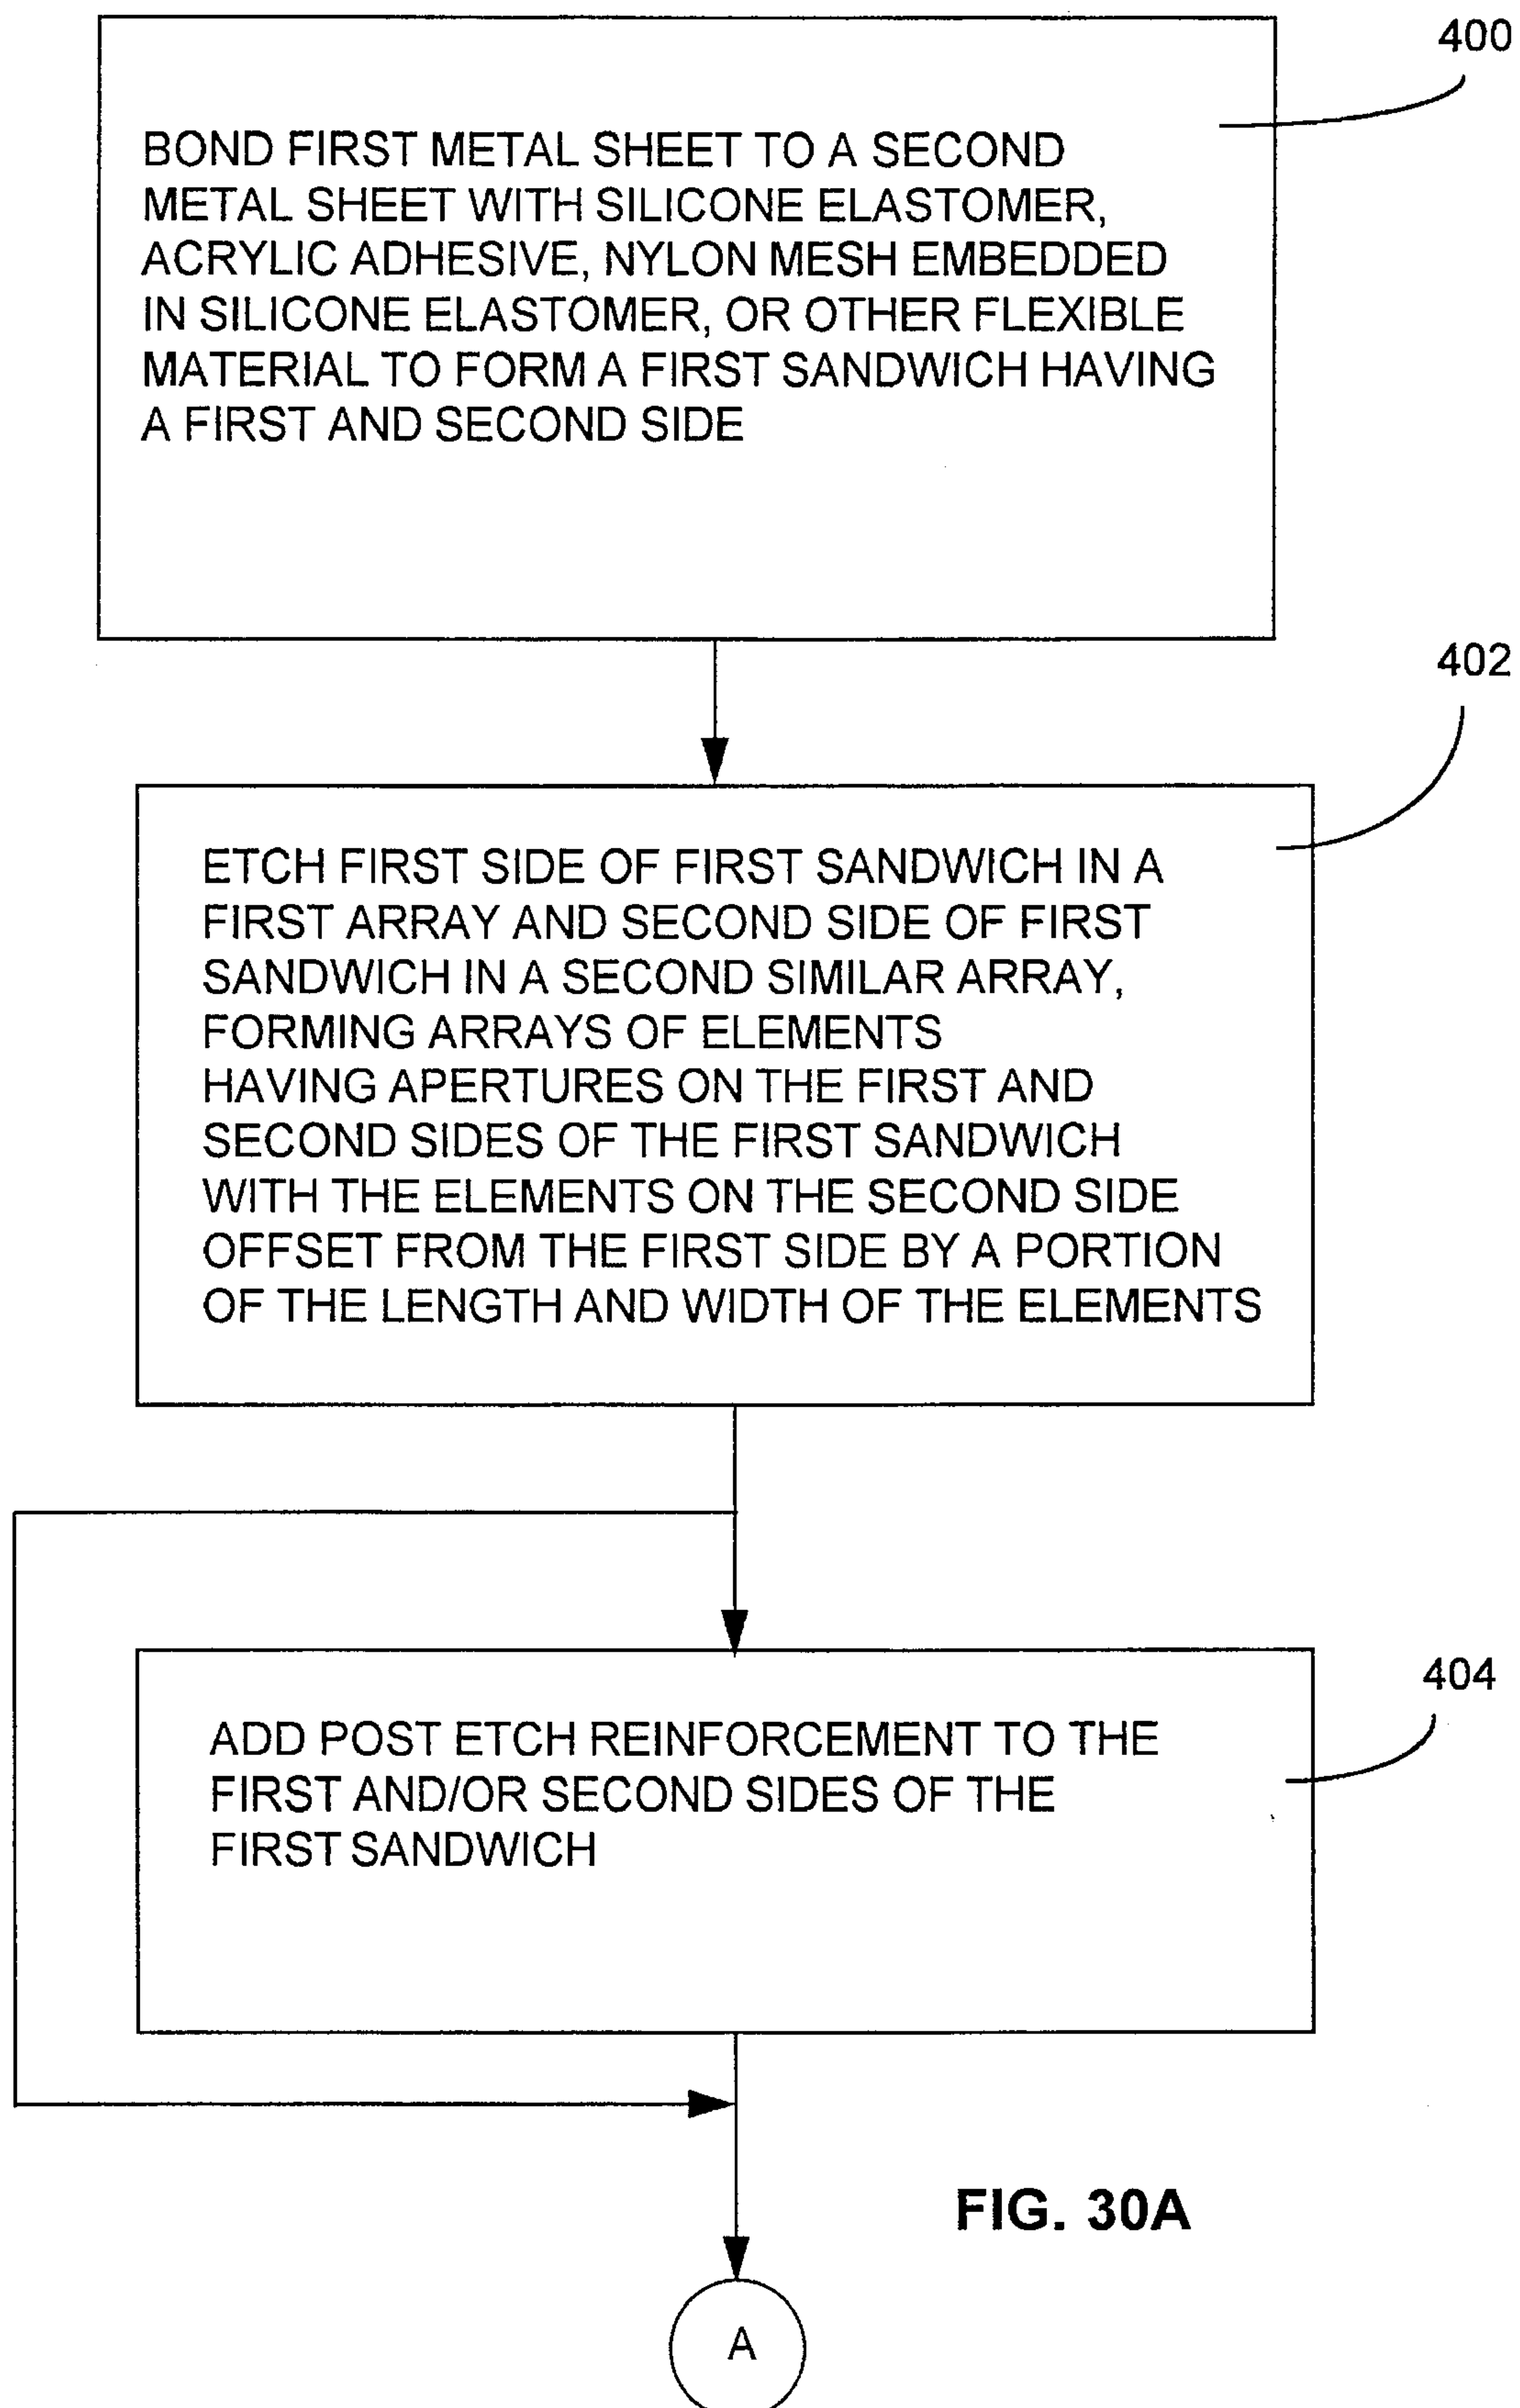 400
BOND FIRST METAL SHEET TO A SECOND
METAL SHEET WITH SILICONE ELASTOMER,
ACRYLIC ADHESIVE, NYLON MESH EMBEDDED
IN SILICONE ELASTOMER, OR OTHER FLEXIBLE
MATERIAL TO FORM A FIRST SANDWICH HAVING
A FIRST AND SECOND SIDE
402
ETCH FIRST SIDE OF FIRST SANDWICH IN A
FIRST ARRAY AND SECOND SIDE OF FIRST
SANDWICH IN A SECOND SIMILAR ARRAY,
FORMING ARRAYS OF ELEMENTS
HAVING APERTURES ON THE FIRST AND
SECOND SIDES OF THE FIRST SANDWICH
WITH THE ELEMENTS ON THE SECOND SIDE
OFFSET FROM THE FIRST SIDE BY A PORTION
OF THE LENGTH AND WIDTH OF THE ELEMENTS
404
ADD POST ETCH REINFORCEMENT TO THE
FIRST AND/OR SECOND SIDES OF THE
FIRST SANDWICH
FIG. 30A
A